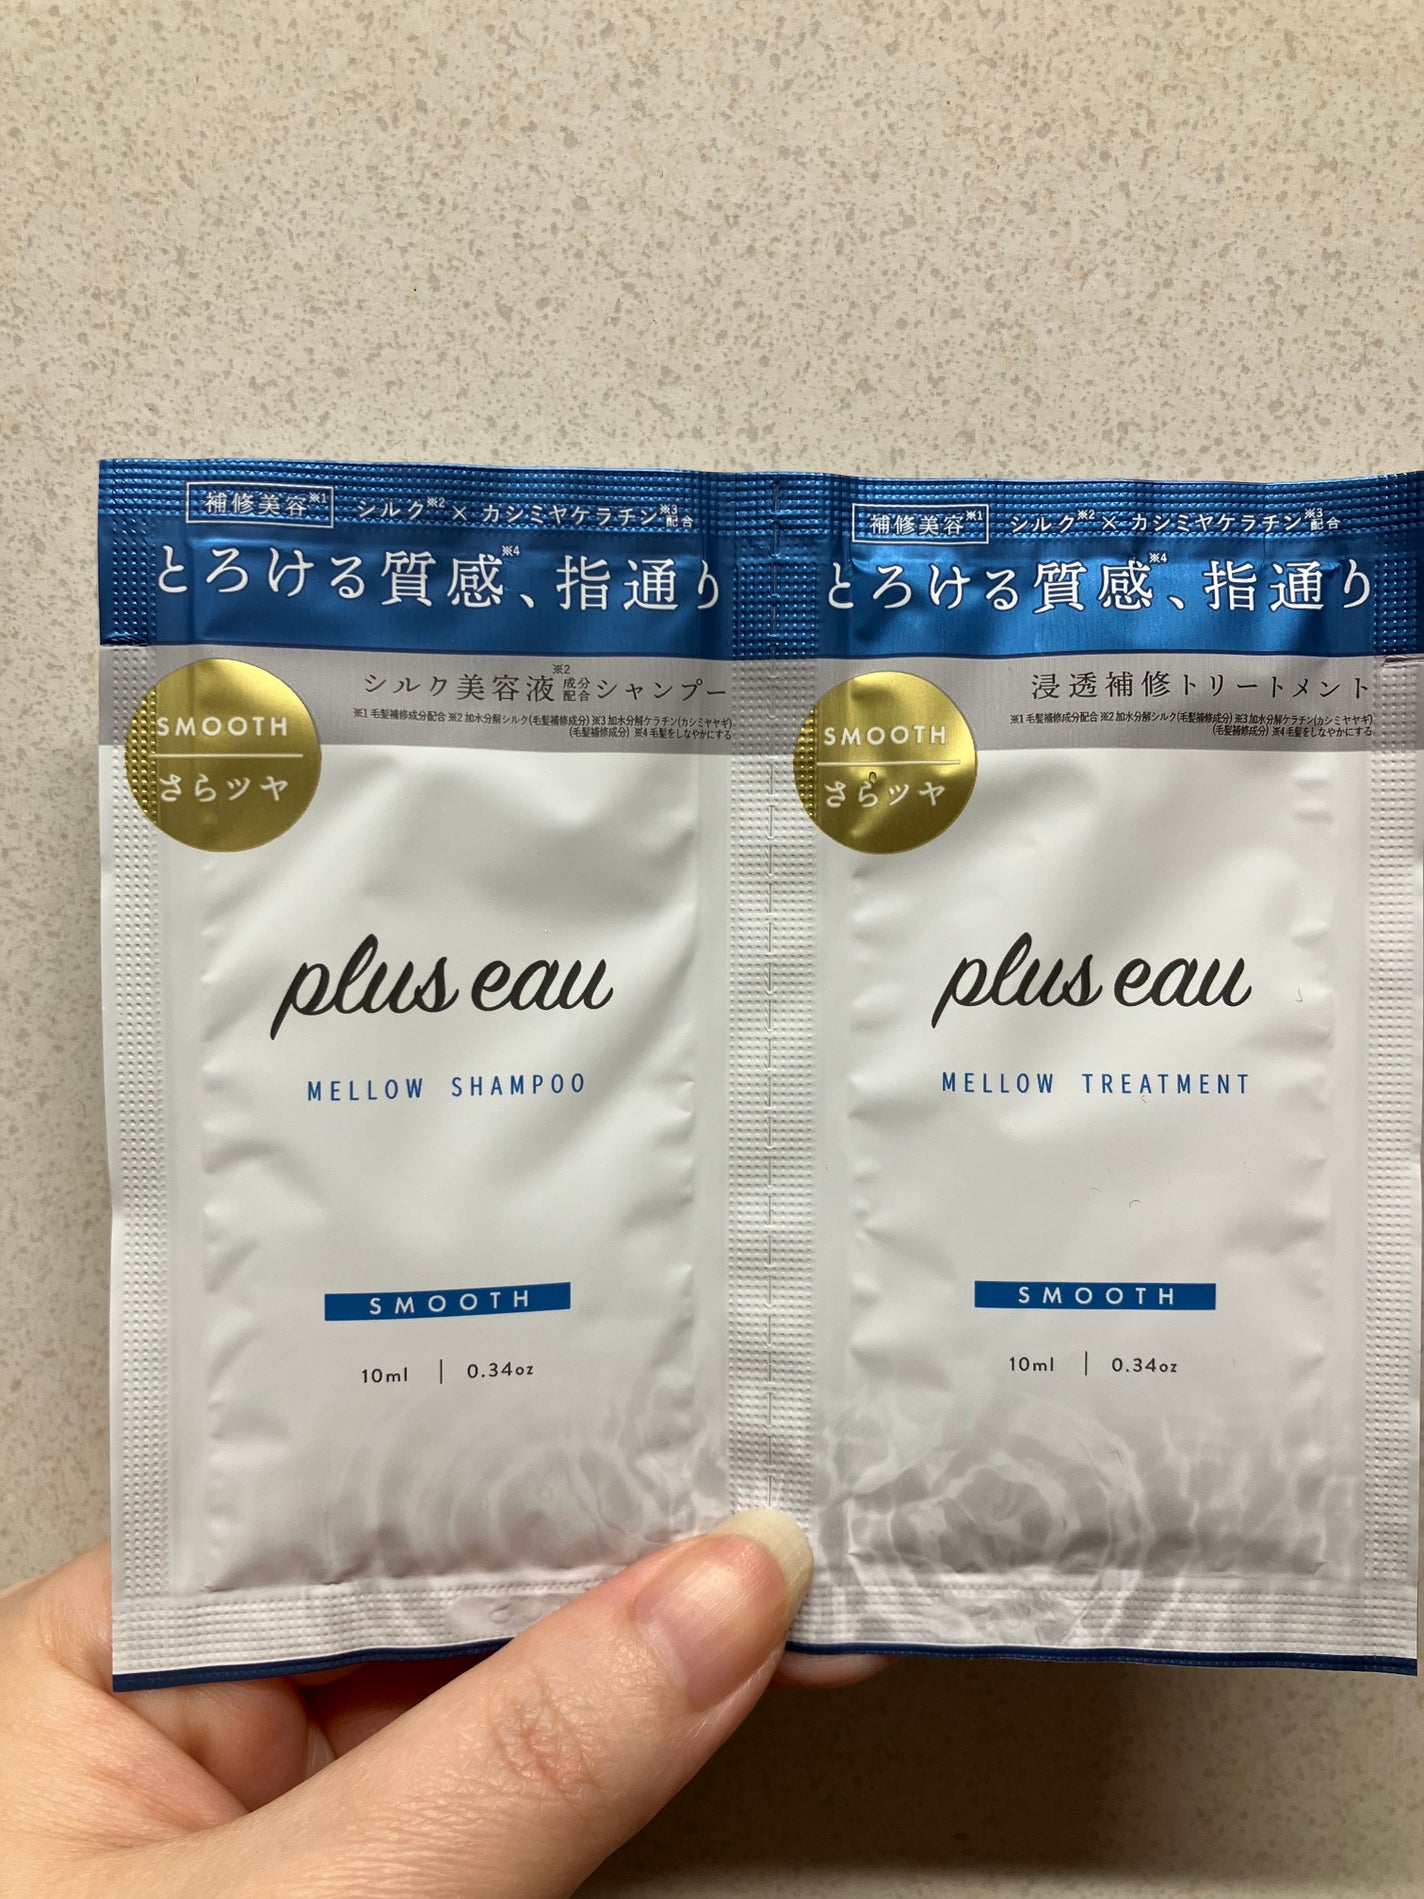 補修美容※1 シルク※2×カシミヤケラチン※3配合
とろける質感※4、指通り
シルク美容液※2成分配合シャンプー
※1 毛髪補修成分配合 ※2 加水分解シルク(毛髪補修成分) ※3 加水分解ケラチン(カシミヤヤギ)
(毛髪補修成分) ※4 毛髪をしなやかにする
SMOOTH
さらツヤ
plus eau
MELLOW SHAMPOO
SMOOTH
10ml | 0.34oz
補修美容※1 シルク※2×カシミヤケラチン※3配合
とろける質感※4、指通り
浸透補修トリートメント
※1 毛髪補修成分配合 ※2 加水分解シルク(毛髪補修成分) ※3 加水分解ケラチン(カシミヤヤギ)
(毛髪補修成分) ※4 毛髪をしなやかにする
SMOOTH
さらツヤ
plus eau
MELLOW TREATMENT
SMOOTH
10ml | 0.34oz